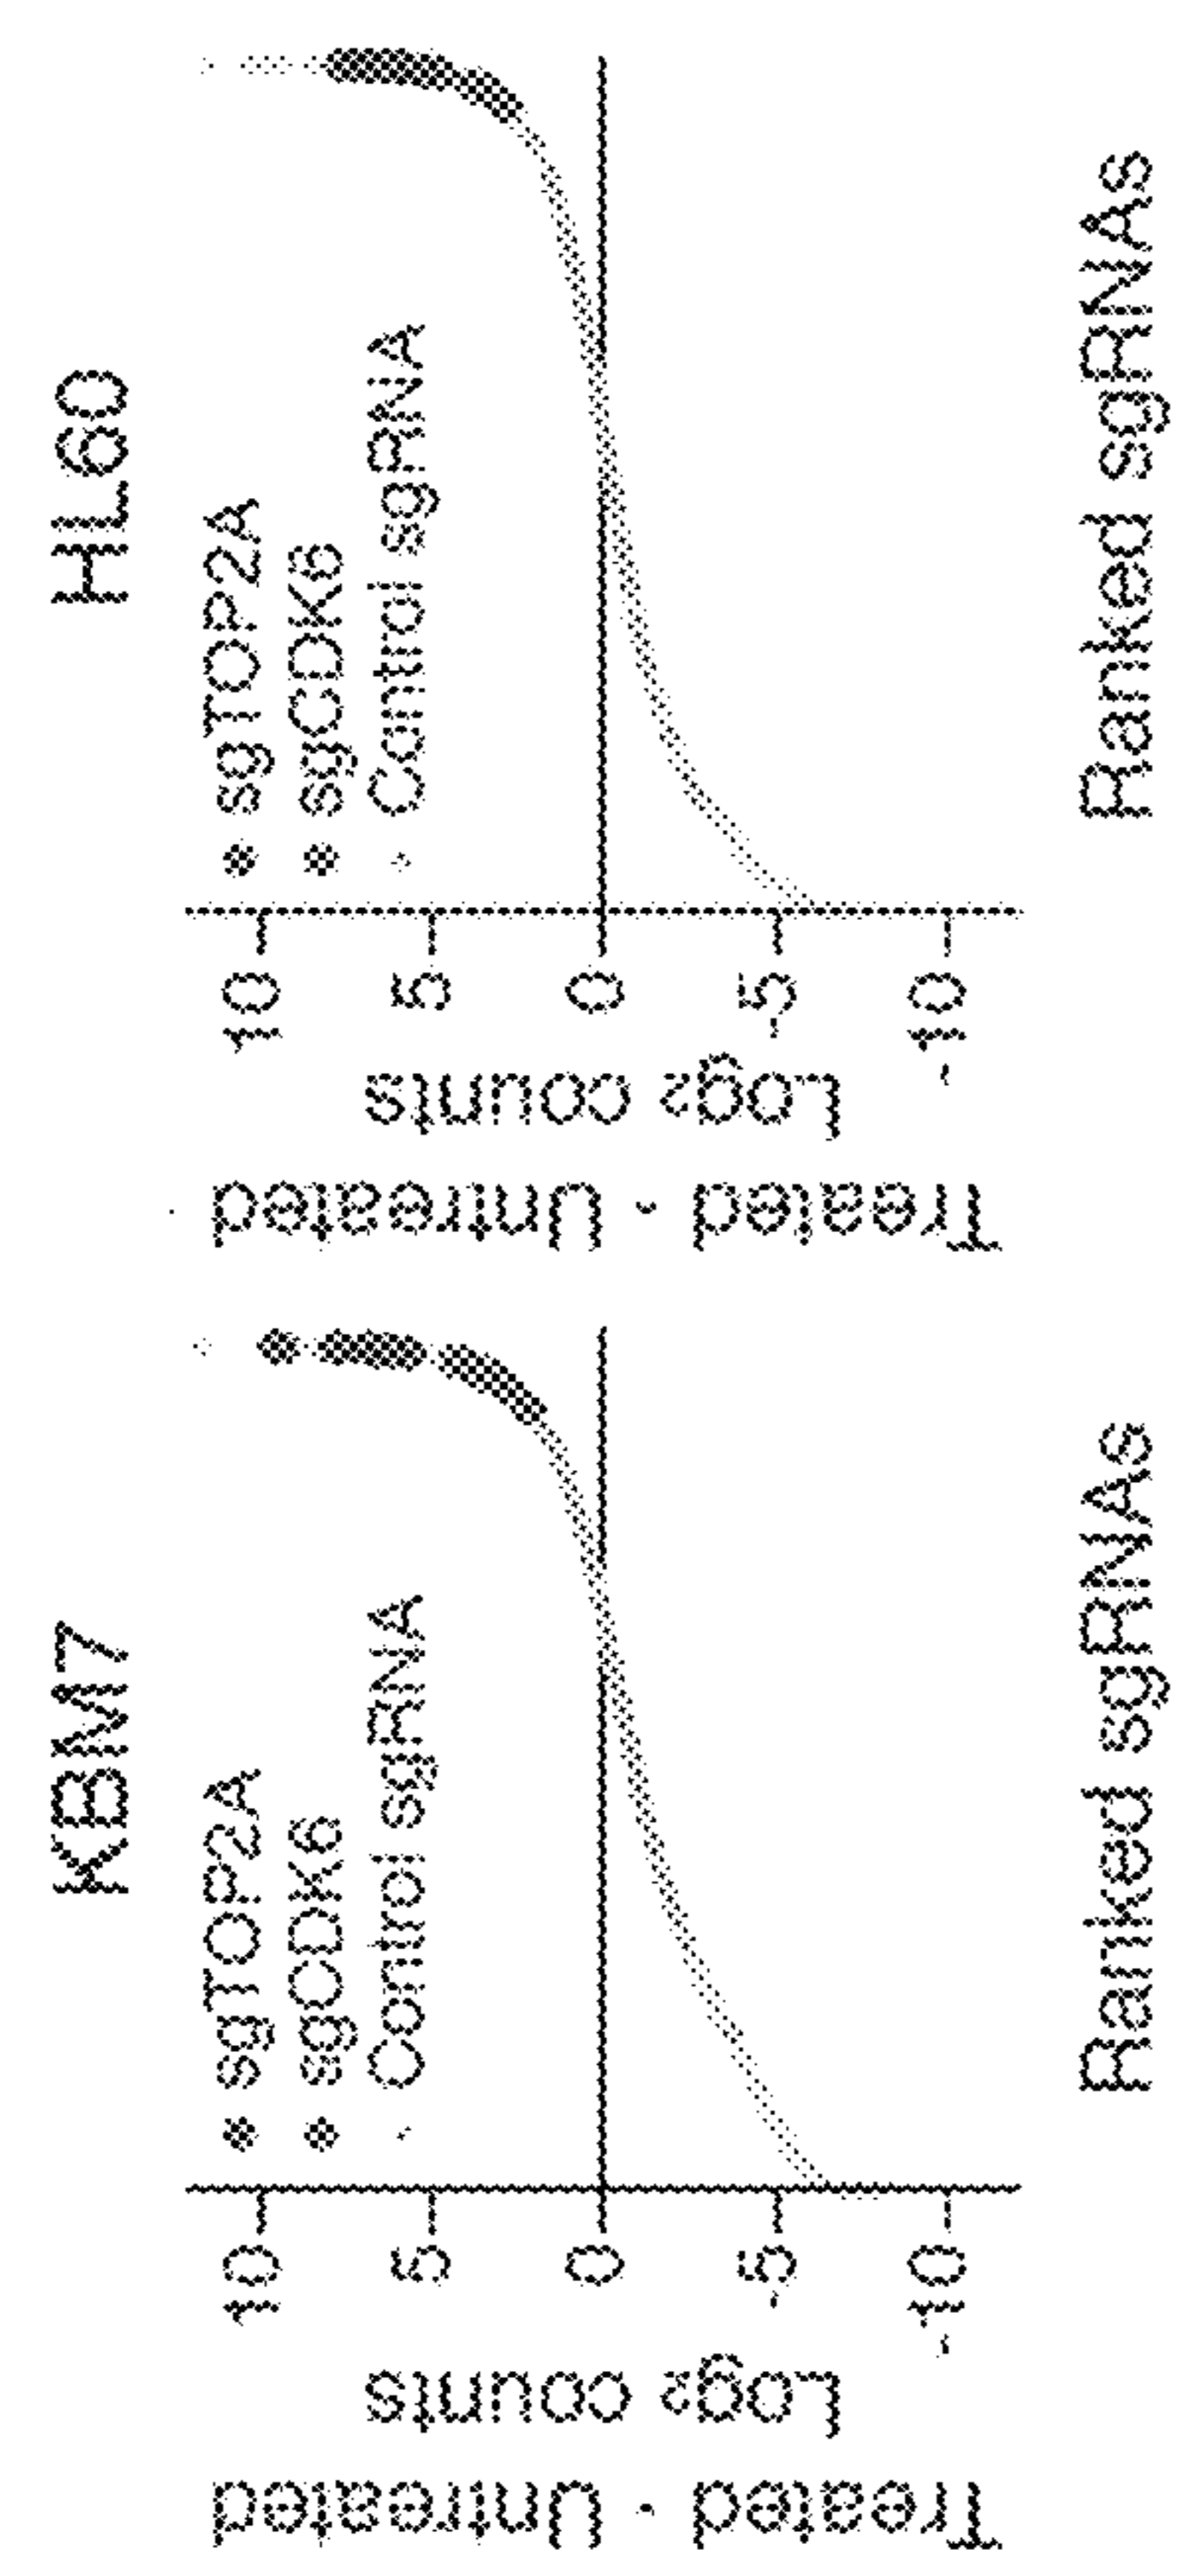 KBM7
Treated - Untreated
Log₂ counts
10
5
0
-5
-10
sgTOP2A
sgCDK6
Control sgRNA
Ranked sgRNAs
HL60
Treated - Untreated
Log₂ counts
10
5
0
-5
-10
sgTOP2A
sgCDK6
Control sgRNA
Ranked sgRNAs